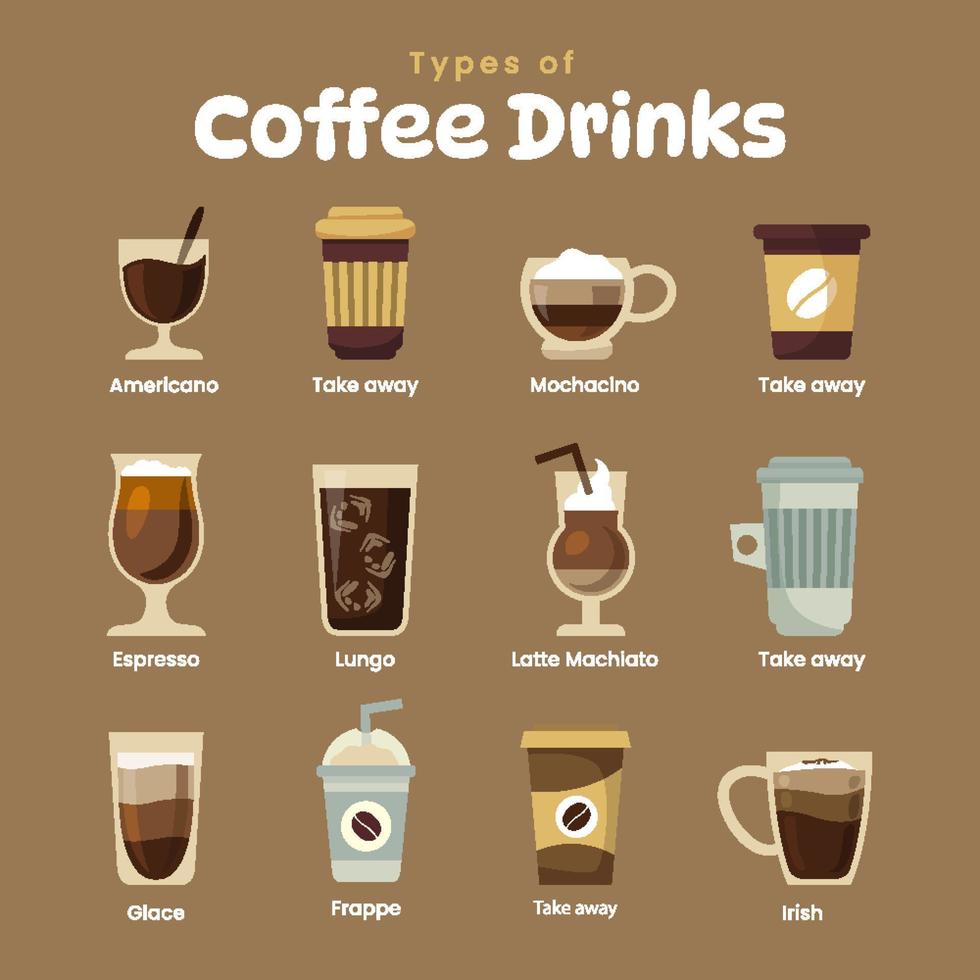 Types of
Coffee Drinks
Americano
Take away
Mochacino
Take away
Espresso
Lungo
Latte Machiato
Take away
Glace
Frappe
Take away
Irish